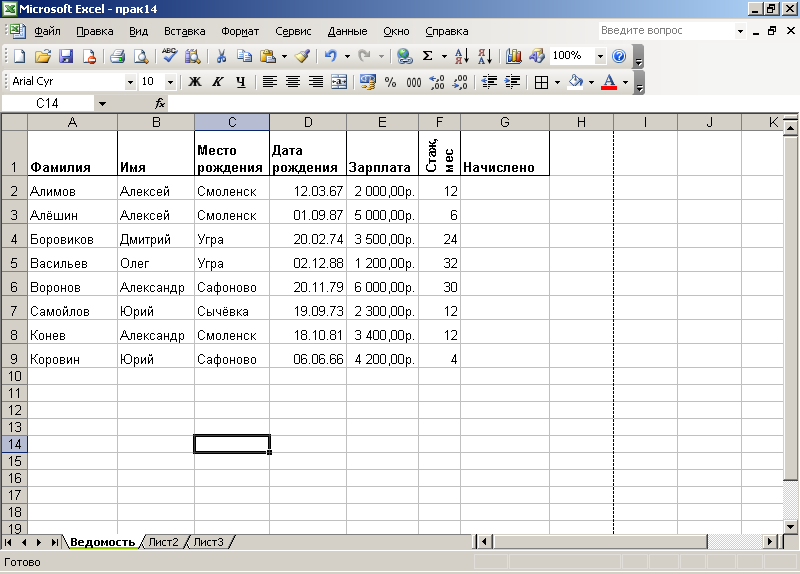 Microsoft Excel - прак14
Файл Правка Вид Вставка Формат Сервис Данные Окно Справка Введите вопрос
100%
Arial Cyr 10 Ж К Ч % 000 A
C14 fx
A B C D E F G H I J K
1 Фамилия Имя Место рождения Дата рождения Зарплата Стаж, мес Начислено
2 Алимов Алексей Смоленск 12.03.67 2 000,00р. 12
3 Алёшин Алексей Смоленск 01.09.87 5 000,00р. 6
4 Боровиков Дмитрий Угра 20.02.74 3 500,00р. 24
5 Васильев Олег Угра 02.12.88 1 200,00р. 32
6 Воронов Александр Сафоново 20.11.79 6 000,00р. 30
7 Самойлов Юрий Сычёвка 19.09.73 2 300,00р. 12
8 Конев Александр Смоленск 18.10.81 3 400,00р. 12
9 Коровин Юрий Сафоново 06.06.66 4 200,00р. 4
10
11
12
13
14
15
16
17
18
19
Ведомость Лист2 Лист3
Готово